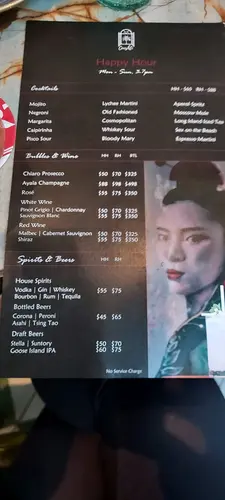 Happy Hour
Mon - Sun, 2-7pm
Cocktails HH - $65 RH - $88
Mojito Lychee Martini Aperol Spritz
Negroni Old Fashioned Moscow Mule
Margarita Cosmopolitan Long Island Iced Tea
Caipirinha Whiskey Sour Sex on the Beach
Pisco Sour Bloody Mary Espresso Martini
Bubbles & Wine HH RH BTL
Chiaro Prosecco $50 $70 $325
Ayala Champagne $88 $98 $498
Rosé $55 $75 $350
White Wine
Pinot Grigio | Chardonnay $50 $70 $325
Sauvignon Blanc $55 $75 $350
Red Wine
Malbec | Cabernet Sauvignon $50 $70 $325
Shiraz $55 $75 $350
Spirits & Beers HH RH
House Spirits
Vodka | Gin | Whiskey $55 $75
Bourbon | Rum | Tequila
Bottled Beers
Corona | Peroni $45 $65
Asahi | Tsing Tao
Draft Beers
Stella | Suntory $50 $70
Goose Island IPA $60 $75
No Service Charge